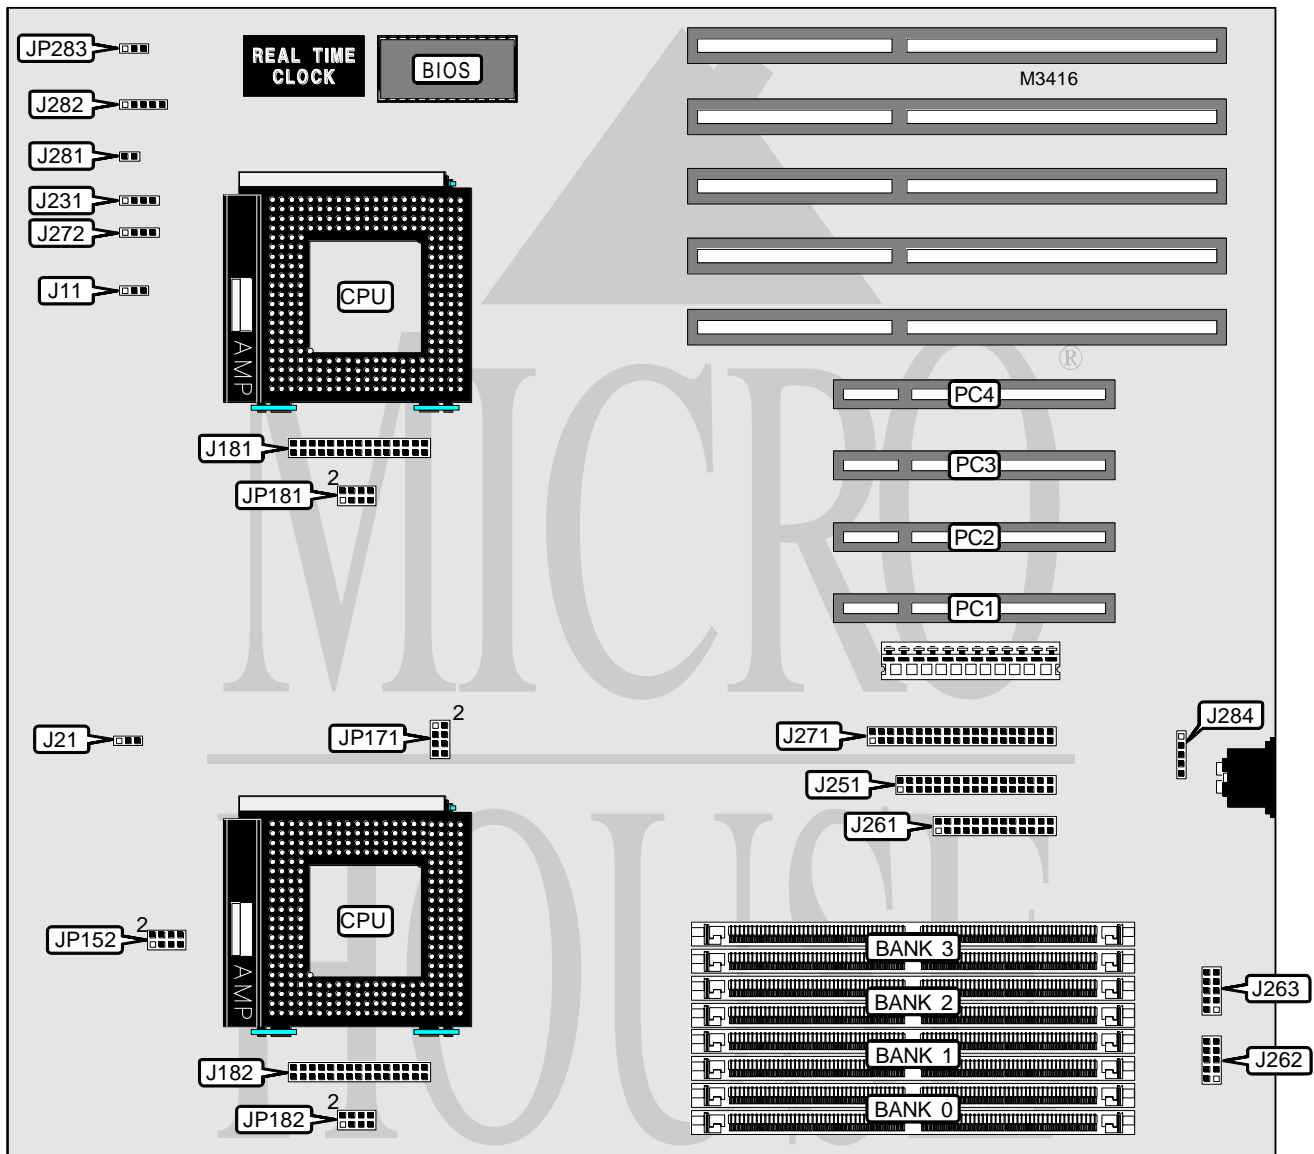 JP283
REAL TIME
CLOCK
BIOS
M3416
J282
J281
J231
J272
J11
CPU
AMP
®
PC4
J181
PC3
2
JP181
PC2
PC1
MICRO
J21
JP171
2
J271
J284
J251
J261
CPU
AMP
2
JP152
BANK 3
BANK 2
J263
BANK 1
J262
J182
BANK 0
2
JP182
HOUSE